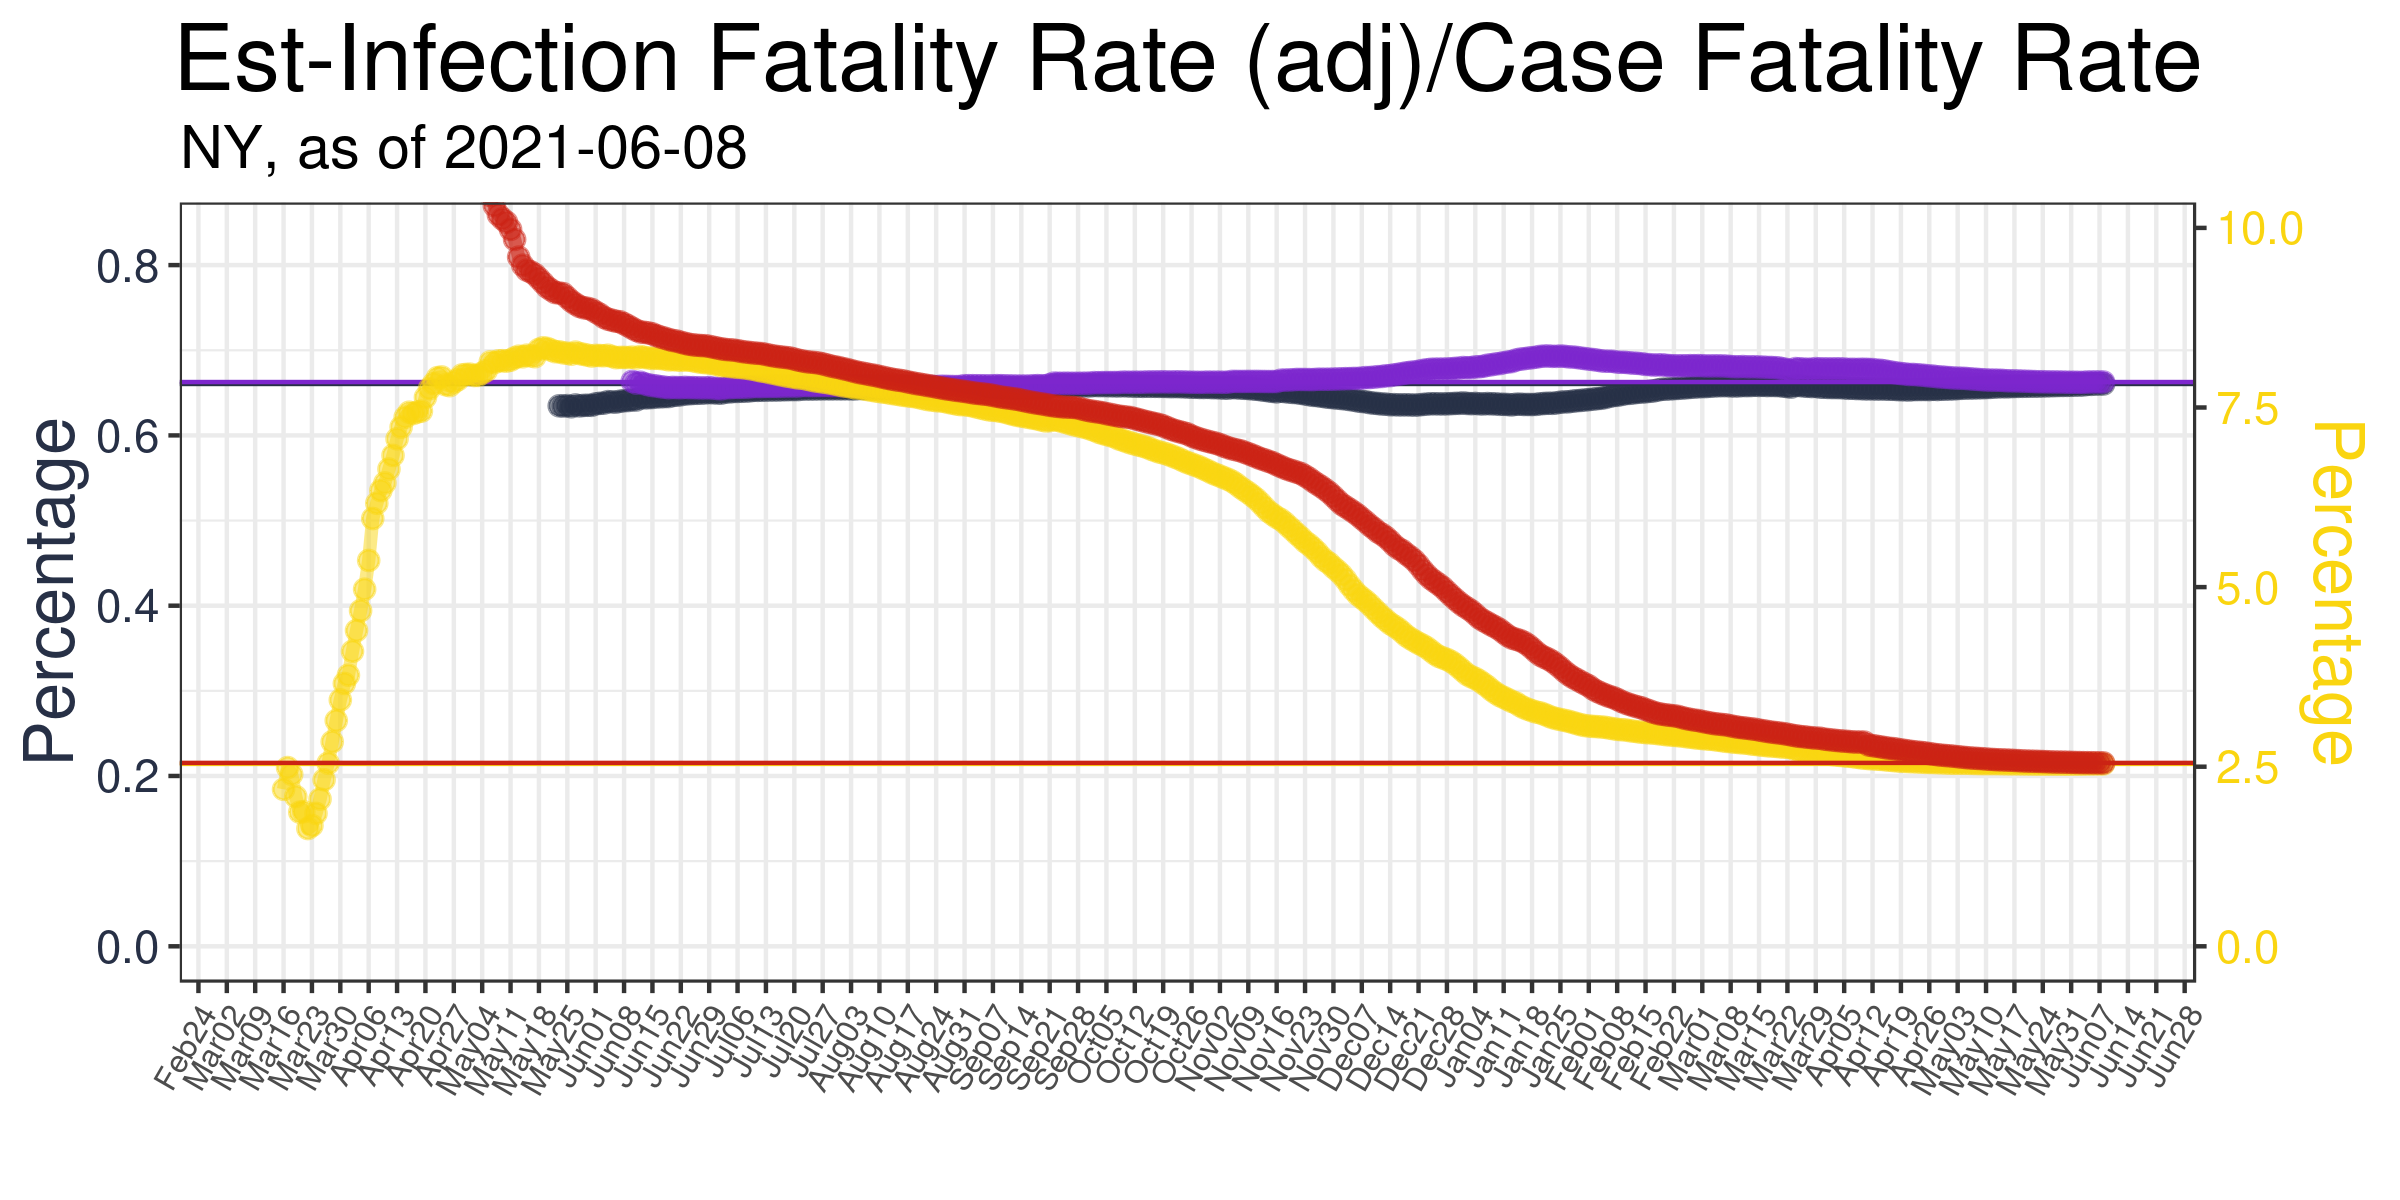 Est-Infection Fatality Rate (adj)/Case Fatality Rate
NY, as of 2021-06-08
Percentage
0.8
0.6
0.4
0.2
0.0
10.0
7.5
5.0
2.5
0.0
Percentage
Feb24
Mar02
Mar09
Mar16
Mar23
Mar30
Apr06
Apr13
Apr20
Apr27
May04
May11
May18
May25
Jun01
Jun08
Jun15
Jun22
Jun29
Jul06
Jul13
Jul20
Jul27
Aug03
Aug10
Aug17
Aug24
Aug31
Sep07
Sep14
Sep21
Sep28
Oct05
Oct12
Oct19
Oct26
Nov02
Nov09
Nov16
Nov23
Nov30
Dec07
Dec14
Dec21
Dec28
Jan04
Jan11
Jan18
Jan25
Feb01
Feb08
Feb15
Feb22
Mar01
Mar08
Mar15
Mar22
Mar29
Apr05
Apr12
Apr19
Apr26
May03
May10
May17
May24
May31
Jun07
Jun14
Jun21
Jun28